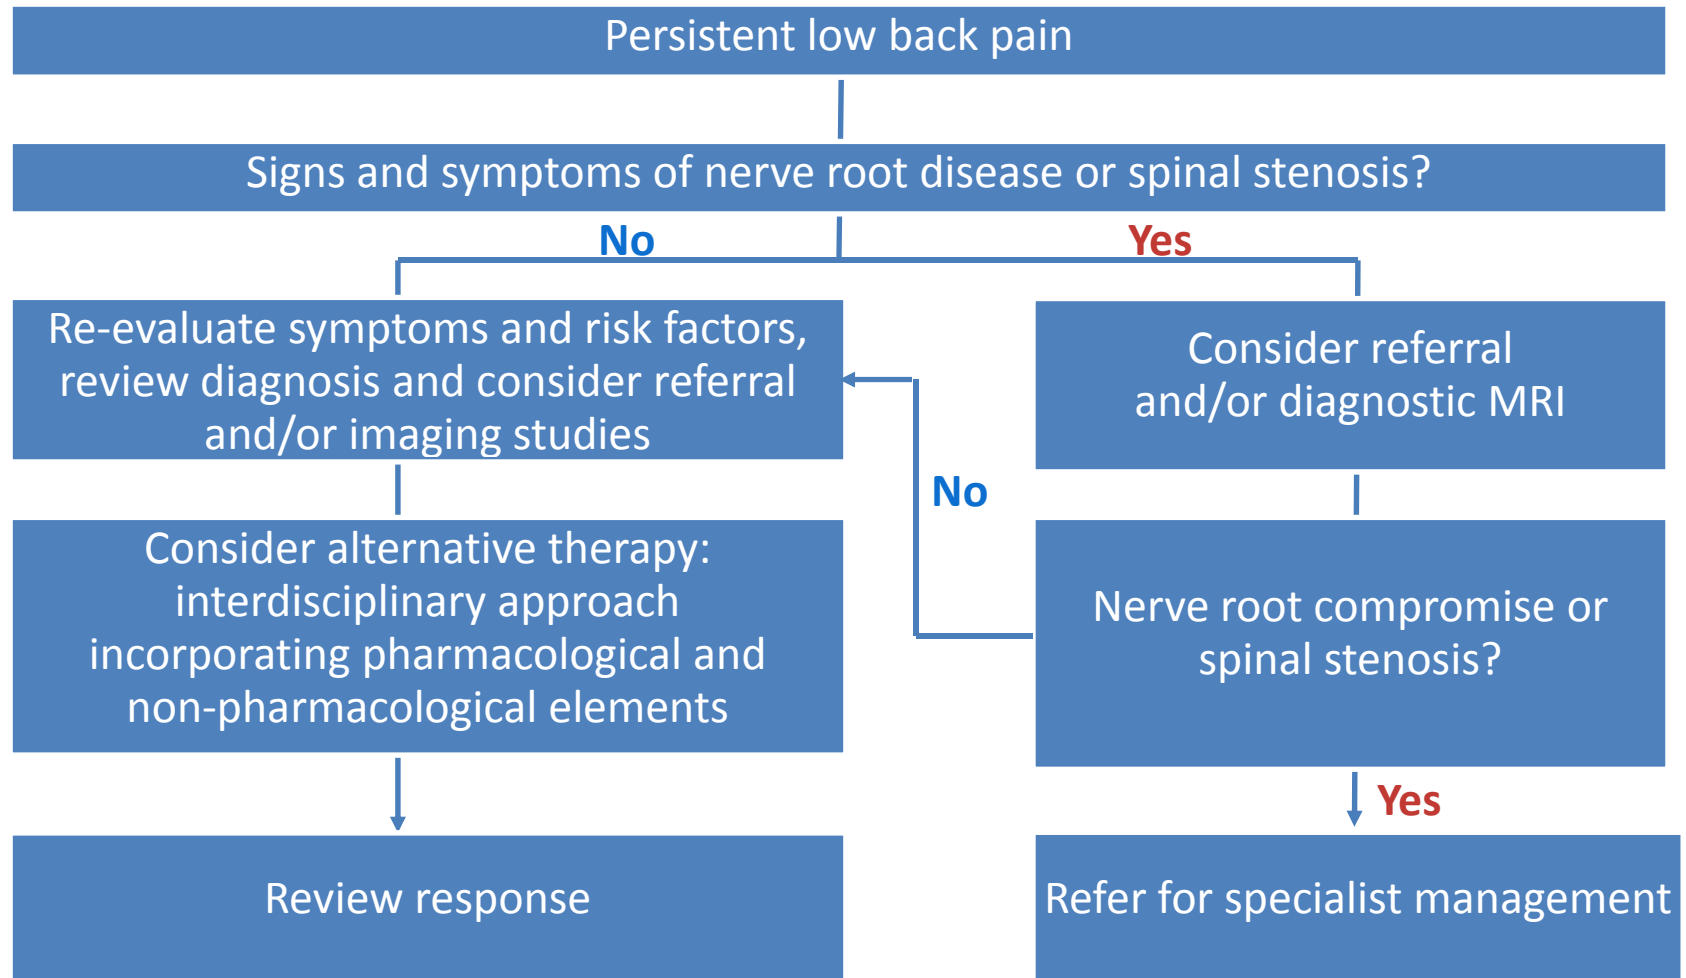 Persistent low back pain
Signs and symptoms of nerve root disease or spinal stenosis?
No
Yes
Re-evaluate symptoms and risk factors,
review diagnosis and consider referral
and/or imaging studies
Consider referral
and/or diagnostic MRI
No
Consider alternative therapy:
interdisciplinary approach
incorporating pharmacological and
non-pharmacological elements
Nerve root compromise or
spinal stenosis?
Yes
Review response
Refer for specialist management